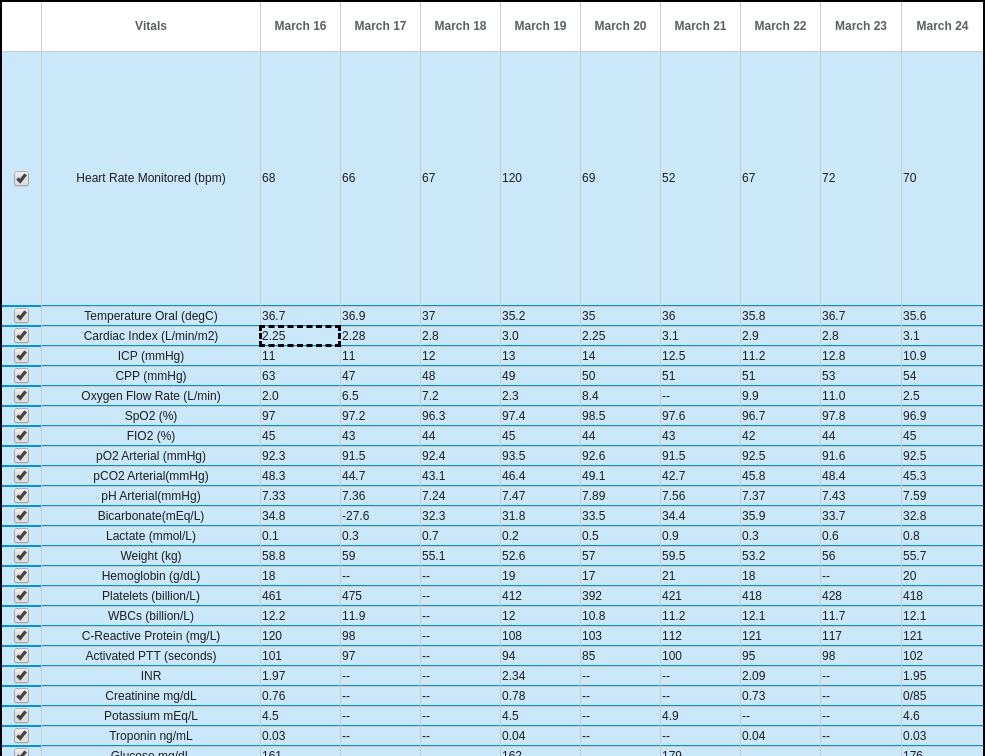 Vitals March 16 March 17 March 18 March 19 March 20 March 21 March 22 March 23 March 24
Heart Rate Monitored (bpm) 68 66 67 120 69 52 67 72 70
Temperature Oral (degC) 36.7 36.9 37 35.2 35 36 35.8 36.7 35.6
Cardiac Index (L/min/m2) 2.25 2.28 2.8 3.0 2.25 3.1 2.9 2.8 3.1
ICP (mmHg) 11 11 12 13 14 12.5 11.2 12.8 10.9
CPP (mmHg) 63 47 48 49 50 51 51 53 54
Oxygen Flow Rate (L/min) 2.0 6.5 7.2 2.3 8.4 -- 9.9 11.0 2.5
SpO2 (%) 97 97.2 96.3 97.4 98.5 97.6 96.7 97.8 96.9
FIO2 (%) 45 43 44 45 44 43 42 44 45
pO2 Arterial (mmHg) 92.3 91.5 92.4 93.5 92.6 91.5 92.5 91.6 92.5
pCO2 Arterial(mmHg) 48.3 44.7 43.1 46.4 49.1 42.7 45.8 48.4 45.3
pH Arterial(mmHg) 7.33 7.36 7.24 7.47 7.89 7.56 7.37 7.43 7.59
Bicarbonate(mEq/L) 34.8 -27.6 32.3 31.8 33.5 34.4 35.9 33.7 32.8
Lactate (mmol/L) 0.1 0.3 0.7 0.2 0.5 0.9 0.3 0.6 0.8
Weight (kg) 58.8 59 55.1 52.6 57 59.5 53.2 56 55.7
Hemoglobin (g/dL) 18 -- -- 19 17 21 18 -- 20
Platelets (billion/L) 461 475 -- 412 392 421 418 428 418
WBCs (billion/L) 12.2 11.9 -- 12 10.8 11.2 12.1 11.7 12.1
C-Reactive Protein (mg/L) 120 98 -- 108 103 112 121 117 121
Activated PTT (seconds) 101 97 -- 94 85 100 95 98 102
INR 1.97 -- -- 2.34 -- -- 2.09 -- 1.95
Creatinine mg/dL 0.76 -- -- 0.78 -- -- 0.73 -- 0/85
Potassium mEq/L 4.5 -- -- 4.5 -- 4.9 -- -- 4.6
Troponin ng/mL 0.03 -- -- 0.04 -- -- 0.04 -- 0.03
Glucose mg/dL 161 162 179 176